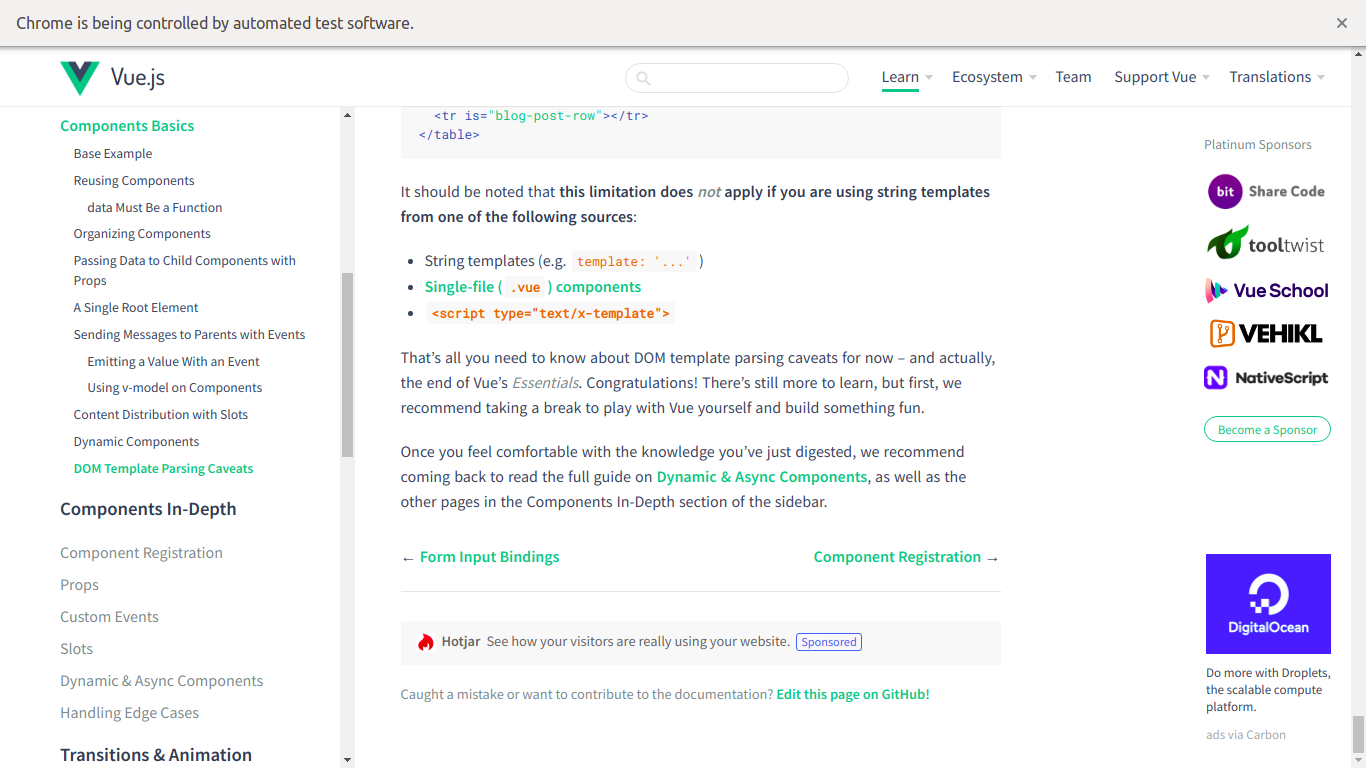 Chrome is being controlled by automated test software.
Vue.js
Learn
Ecosystem
Team
Support Vue
Translations
Components Basics
Base Example
Reusing Components
data Must Be a Function
Organizing Components
Passing Data to Child Components with
Props
A Single Root Element
Sending Messages to Parents with Events
Emitting a Value With an Event
Using v-model on Components
Content Distribution with Slots
Dynamic Components
DOM Template Parsing Caveats
Components In-Depth
Component Registration
Props
Custom Events
Slots
Dynamic & Async Components
Handling Edge Cases
Transitions & Animation
<tr is="blog-post-row"></tr>
</table>
It should be noted that this limitation does not apply if you are using string templates
from one of the following sources:
• String templates (e.g. template: '...' )
• Single-file ( .vue ) components
• <script type="text/x-template">
That’s all you need to know about DOM template parsing caveats for now – and actually,
the end of Vue’s Essentials. Congratulations! There’s still more to learn, but first, we
recommend taking a break to play with Vue yourself and build something fun.
Once you feel comfortable with the knowledge you’ve just digested, we recommend
coming back to read the full guide on Dynamic & Async Components, as well as the
other pages in the Components In-Depth section of the sidebar.
← Form Input Bindings
Component Registration →
Hotjar See how your visitors are really using your website. Sponsored
Caught a mistake or want to contribute to the documentation? Edit this page on GitHub!
Platinum Sponsors
bit Share Code
tooltwist
Vue School
VEHIKL
N NativeScript
Become a Sponsor
DigitalOcean
Do more with Droplets,
the scalable compute
platform.
ads via Carbon